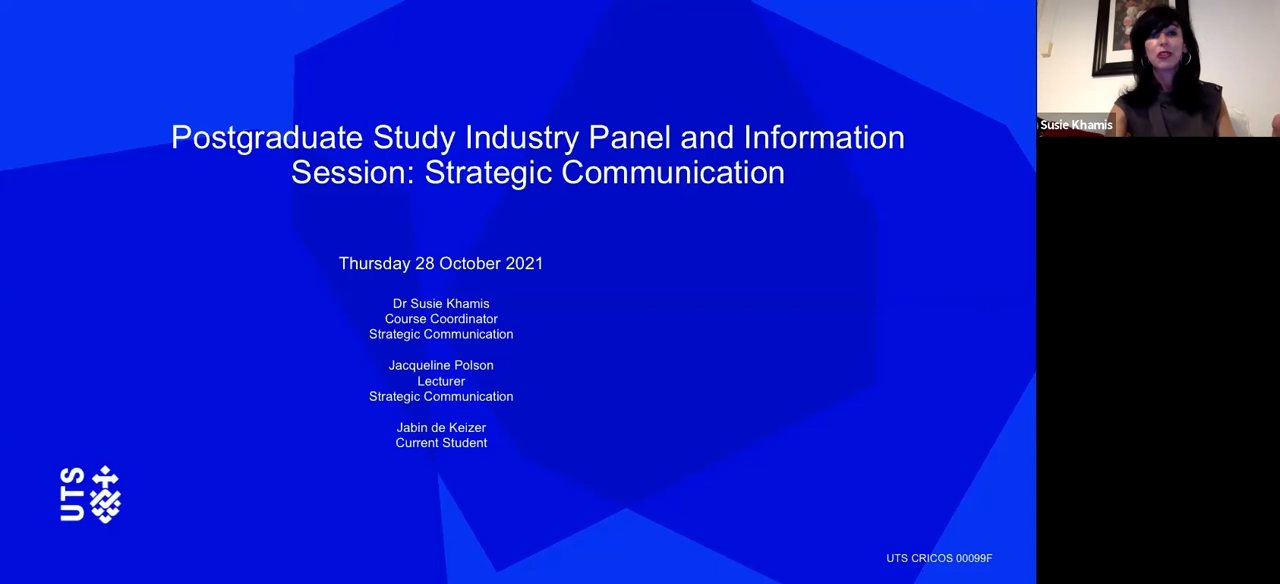 Postgraduate Study Industry Panel and Information
Session: Strategic Communication
Thursday 28 October 2021
Dr Susie Khamis
Course Coordinator
Strategic Communication
Jacqueline Polson
Lecturer
Strategic Communication
Jabin de Keizer
Current Student
UTS
UTS CRICOS 00099F
Susie Khamis